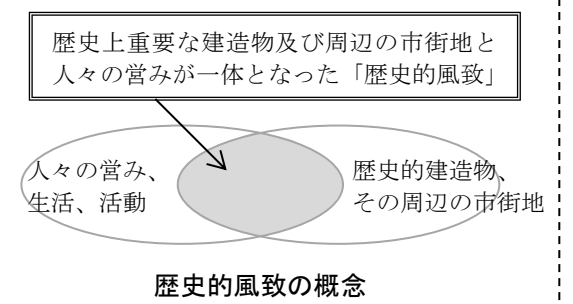 歴史上重要な建造物及び周辺の市街地と
人々の営みが一体となった「歴史的風致」
人々の営み、
生活、活動
歴史的建造物、
その周辺の市街地
歴史的風致の概念